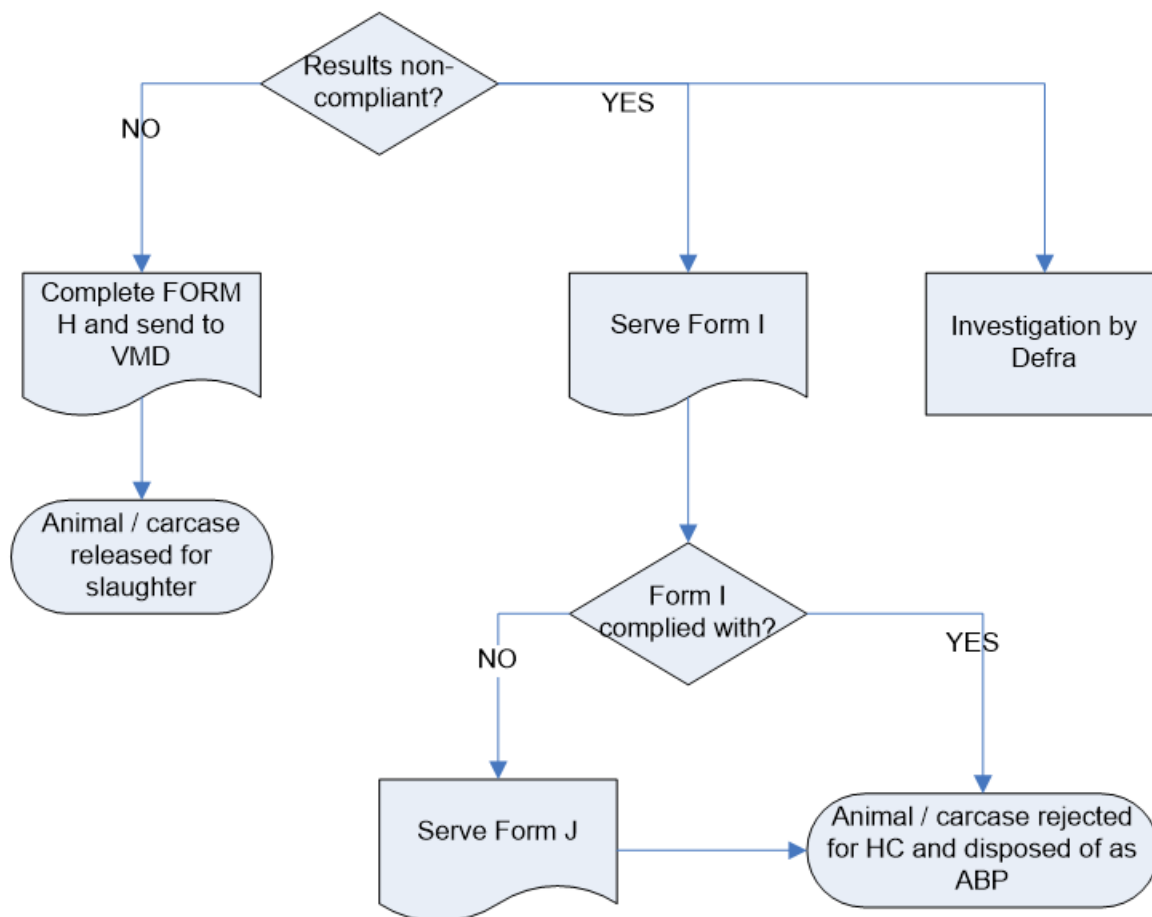 Results non-
compliant?
NO
YES
Complete FORM
H and send to
VMD
Serve Form I
Investigation by
Defra
Animal / carcase
released for
slaughter
Form I
complied with?
NO
YES
Serve Form J
Animal / carcase rejected
for HC and disposed of as
ABP